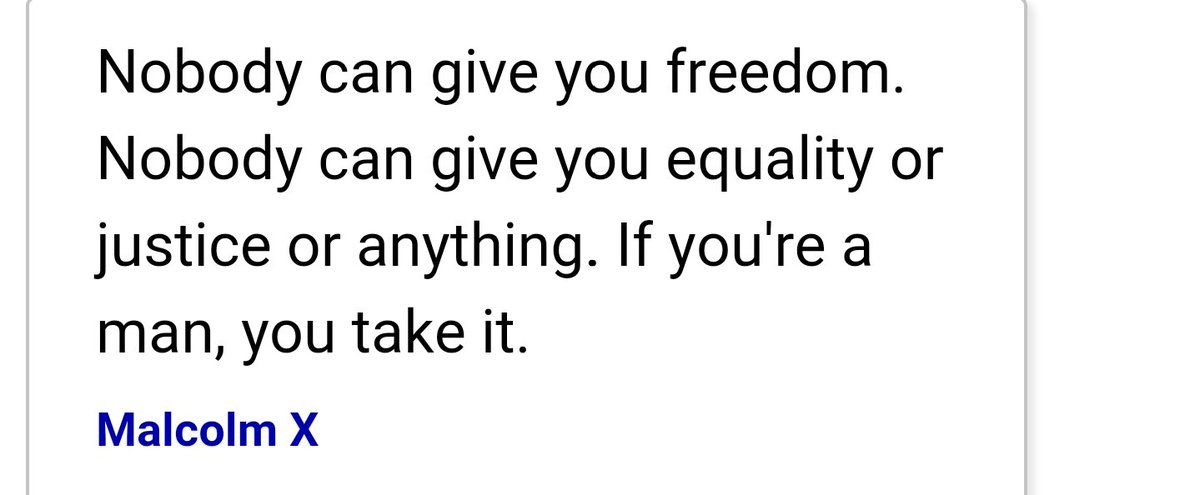 Nobody can give you freedom.
Nobody can give you equality or
justice or anything. If you're a
man, you take it.
Malcolm X